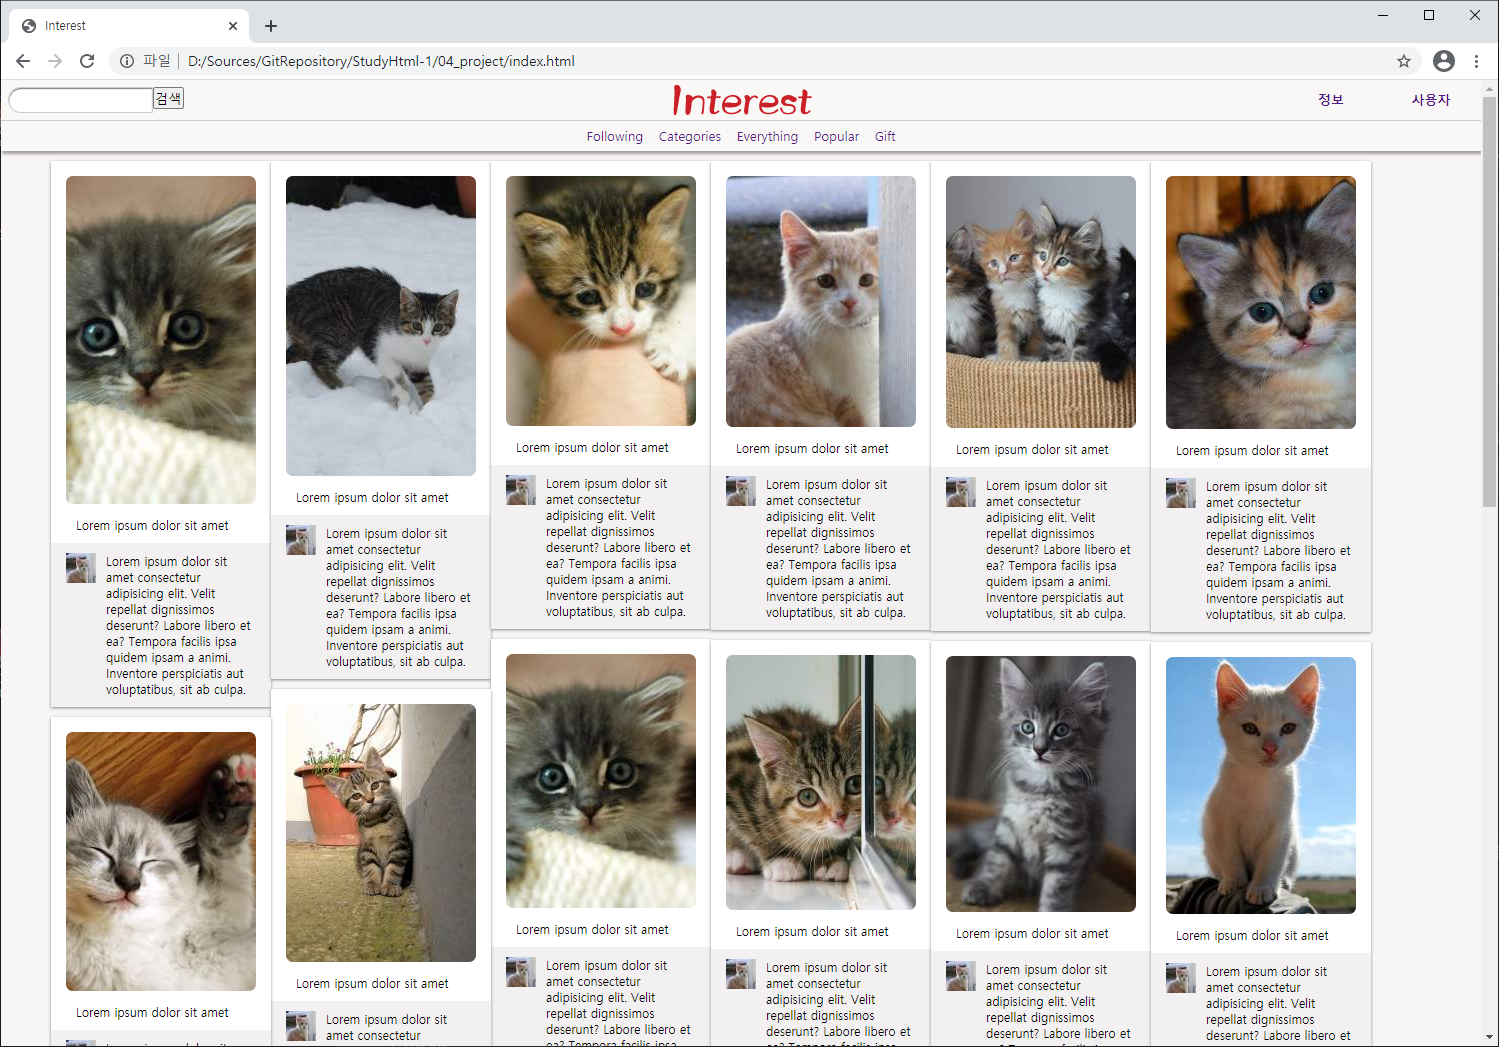 Interest
파일 D:/Sources/GitRepository/StudyHtml-1/04_project/index.html
검색
Interest
정보 사용자
Following Categories Everything Popular Gift
Lorem ipsum dolor sit amet
Lorem ipsum dolor sit
amet consectetur
adipisicing elit. Velit
repellat dignissimos
deserunt? Labore libero et
ea? Tempora facilis ipsa
quidem ipsam a animi.
Inventore perspiciatis aut
voluptatibus, sit ab culpa.
Lorem ipsum dolor sit amet
Lorem ipsum dolor sit
amet consectetur
adipisicing elit. Velit
repellat dignissimos
deserunt? Labore libero et
ea? Tempora facilis ipsa
quidem ipsam a animi.
Inventore perspiciatis aut
voluptatibus, sit ab culpa.
Lorem ipsum dolor sit amet
Lorem ipsum dolor sit
amet consectetur
adipisicing elit. Velit
repellat dignissimos
deserunt? Labore libero et
ea? Tempora facilis ipsa
quidem ipsam a animi.
Inventore perspiciatis aut
voluptatibus, sit ab culpa.
Lorem ipsum dolor sit amet
Lorem ipsum dolor sit
amet consectetur
adipisicing elit. Velit
repellat dignissimos
deserunt? Labore libero et
ea? Tempora facilis ipsa
quidem ipsam a animi.
Inventore perspiciatis aut
voluptatibus, sit ab culpa.
Lorem ipsum dolor sit amet
Lorem ipsum dolor sit
amet consectetur
adipisicing elit. Velit
repellat dignissimos
deserunt? Labore libero et
ea? Tempora facilis ipsa
quidem ipsam a animi.
Inventore perspiciatis aut
voluptatibus, sit ab culpa.
Lorem ipsum dolor sit amet
Lorem ipsum dolor sit
amet consectetur
adipisicing elit. Velit
repellat dignissimos
deserunt? Labore libero et
ea? Tempora facilis ipsa
quidem ipsam a animi.
Inventore perspiciatis aut
voluptatibus, sit ab culpa.
Lorem ipsum dolor sit amet
Lorem ipsum dolor sit amet
Lorem ipsum dolor sit
amet consectetur
Lorem ipsum dolor sit amet
Lorem ipsum dolor sit
amet consectetur
adipisicing elit. Velit
repellat dignissimos
deserunt? Labore libero et
Lorem ipsum dolor sit amet
Lorem ipsum dolor sit
amet consectetur
adipisicing elit. Velit
repellat dignissimos
deserunt? Labore libero et
Lorem ipsum dolor sit amet
Lorem ipsum dolor sit
amet consectetur
adipisicing elit. Velit
repellat dignissimos
deserunt? Labore libero et
Lorem ipsum dolor sit amet
Lorem ipsum dolor sit
amet consectetur
adipisicing elit. Velit
repellat dignissimos
deserunt? Labore libero et